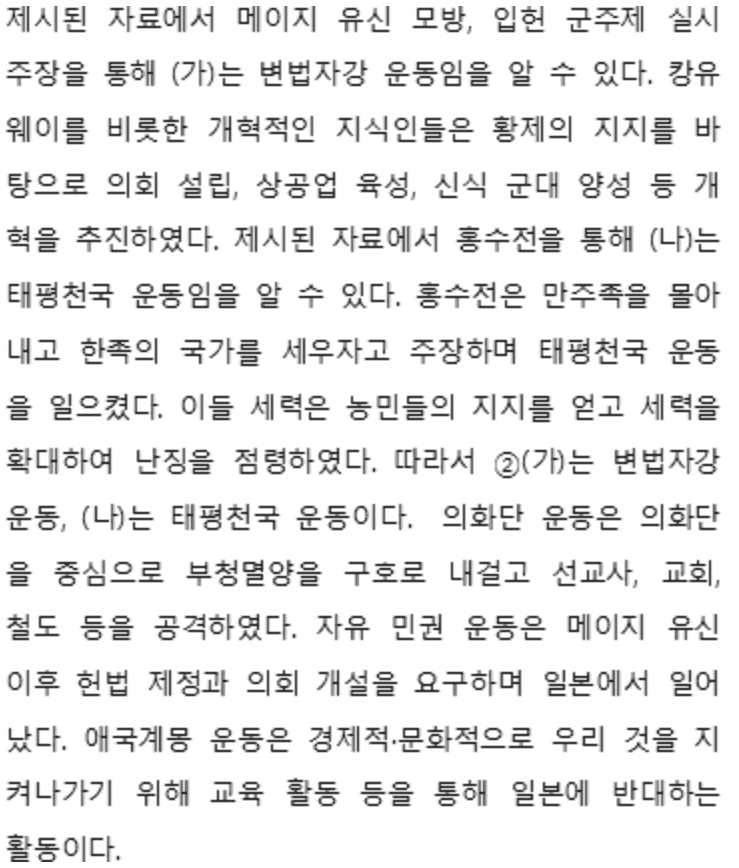 제시된 자료에서 메이지 유신 모방, 입헌 군주제 실시
주장을 통해 (가)는 변법자강 운동임을 알 수 있다. 캉유
웨이를 비롯한 개혁적인 지식인들은 황제의 지지를 바
탕으로 의회 설립, 상공업 육성, 신식 군대 양성 등 개
혁을 추진하였다. 제시된 자료에서 홍수전을 통해 (나)는
태평천국 운동임을 알 수 있다. 홍수전은 만주족을 몰아
내고 한족의 국가를 세우자고 주장하며 태평천국 운동
을 일으켰다. 이들 세력은 농민들의 지지를 얻고 세력을
확대하여 난징을 점령하였다. 따라서 ②(가)는 변법자강
운동, (나)는 태평천국 운동이다. 의화단 운동은 의화단
을 중심으로 부청멸양을 구호로 내걸고 선교사, 교회,
철도 등을 공격하였다. 자유 민권 운동은 메이지 유신
이후 헌법 제정과 의회 개설을 요구하며 일본에서 일어
났다. 애국계몽 운동은 경제적·문화적으로 우리 것을 지
켜나가기 위해 교육 활동 등을 통해 일본에 반대하는
활동이다.